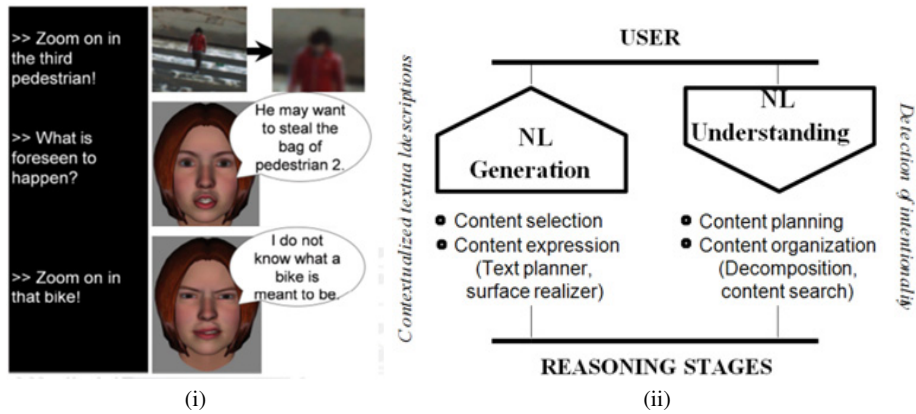 >> Zoom on in
the third
pedestrian!
He may want
to steal the
bag of
pedestrian 2.
>> What is
foreseen to
happen?
I do not
know what a
bike is
meant to be.
>> Zoom on in
that bike!
(i)
USER
Contextualized textual descriptions
NL
Generation
NL
Understanding
Detection of intentionality
Content selection
Content expression
(Text planner,
surface realizer)
Content planning
Content organization
(Decomposition,
content search)
REASONING STAGES
(ii)